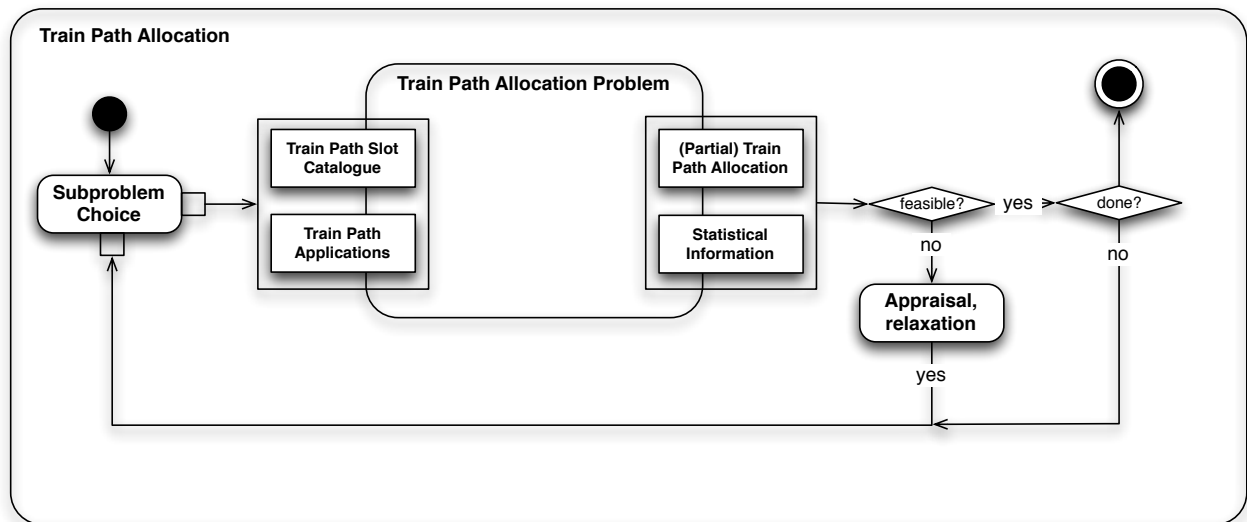 Train Path Allocation
Train Path Allocation Problem
Subproblem
Choice
Train Path Slot
Catalogue
Train Path
Applications
(Partial) Train
Path Allocation
Statistical
Information
feasible?
yes
done?
no
no
Appraisal,
relaxation
yes